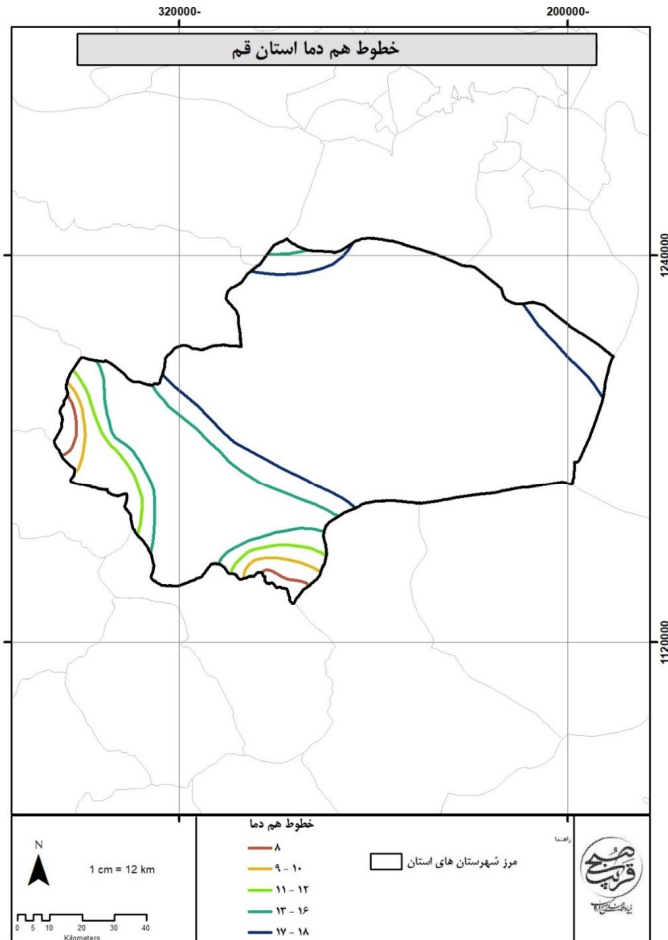 320000-
200000-
خطوط هم دما استان قم
1240000
1120000
N
1 cm = 12 km
0 5 10 20 30 40
Kilometers
خطوط هم دما
۸
۹ - ۱۰
۱۱ - ۱۲
۱۳ - ۱۶
۱۷ - ۱۸
مرز شهرستان های استان
راهنما